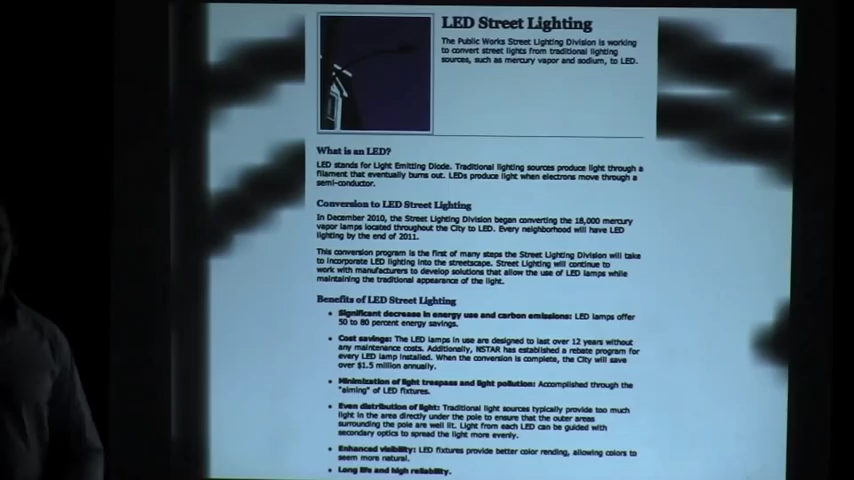 LED Street Lighting
The Public Works Street Lighting Division is working
to convert street lights from traditional lighting
sources, such as mercury vapor and sodium, to LED.
What is an LED?
LED stands for Light Emitting Diode. Traditional lighting sources produce light through a
filament that eventually burns out. LEDs produce light when electrons move through a
semi-conductor.
Conversion to LED Street Lighting
In December 2010, the Street Lighting Division began converting the 18,000 mercury
vapor lamps located throughout the City to LED. Every neighborhood will have LED
lighting by the end of 2011.
This conversion program is the first of many steps the Street Lighting Division will take
to incorporate LED lighting into the streetscape. Street Lighting will continue to
work with manufacturers to develop solutions that allow the use of LED lamps while
maintaining the traditional appearance of the light.
Benefits of LED Street Lighting
• Significant decrease in energy use and carbon emissions: LED lamps offer
50 to 80 percent energy savings.
• Cost savings: The LED lamps in use are designed to last over 12 years without
any maintenance costs. Additionally, NSTAR has established a rebate program for
every LED lamp installed. When the conversion is complete, the City will save
over $1.5 million annually.
• Minimization of light trespass and light pollution: Accomplished through the
"aiming" of LED fixtures.
• Even distribution of light: Traditional light sources typically provide too much
light in the area directly under the pole to ensure that the outer areas
surrounding the pole are well lit. Light from each LED can be guided with
secondary optics to spread the light more evenly.
• Enhanced visibility: LED fixtures provide better color rending, allowing colors to
seem more natural.
• Long life and high reliability.